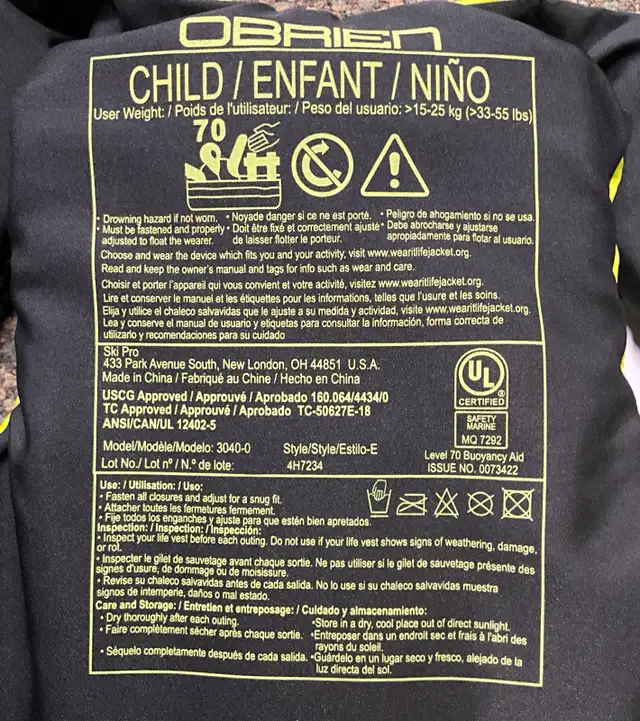 OBRIEN
CHILD / ENFANT / NIÑO
User Weight: / Poids de l'utilisateur: / Peso del usuario: >15-25 kg (>33-55 lbs)
70
• Drowning hazard if not worn.
• Must be fastened and properly adjusted to float the wearer.
• Noyade danger si ce ne est porté.
• Doit être fixé et correctement ajusté de laisser flotter le porteur.
• Peligro de ahogamiento si no se usa.
• Debe abrocharse y ajustarse apropiadamente para flotar al usuario.
Choose and wear the device which fits you and your activity, visit www.wearitlifejacket.org.
Read and keep the owner's manual and tags for info such as wear and care.
Choisir et porter l'appareil qui vous convient et votre activité, visitez www.wearitlifejacket.org.
Lire et conserver le manuel et les étiquettes pour les informations, telles que l'usure et les soins.
Elija y utilice el chaleco salvavidas que le ajuste a su medida y actividad, visite www.wearitlifejacket.org.
Lea y conserve el manual de usuario y etiquetas para consultar la información, forma correcta de
utilizarlo y recomendaciones para su cuidado
Ski Pro
433 Park Avenue South, New London, OH 44851 U.S.A.
Made in China / Fabriqué au Chine / Hecho en China
USCG Approved / Approuvé / Aprobado 160.064/4434/0
TC Approved / Approuvé / Aprobado TC-50627E-18
ANSI/CAN/UL 12402-5
Model/Modèle/Modelo: 3040-0 Style/Style/Estilo-E
Lot No./ Lot nº / N.º de lote: 4H7234
UL
®
CERTIFIED
SAFETY
MARINE
MQ 7292
Level 70 Buoyancy Aid
ISSUE NO. 0073422
Use: / Utilisation: / Uso:
• Fasten all closures and adjust for a snug fit.
• Attacher toutes les fermetures fermement.
• Fije todos los enganches y ajuste para que estén bien apretados.
Inspection: / Inspection: / Inspección:
• Inspect your life vest before each outing. Do not use if your life vest shows signs of weathering, damage,
or rot.
• Inspecter le gilet de sauvetage avant chaque sortie. Ne pas utiliser si le gilet de sauvetage présente des
signes d'usure, de dommage ou de moisissure.
• Revise su chaleco salvavidas antes de cada salida. No lo use si su chaleco salvavidas muestra
signos de intemperie, daños o mal estado.
Care and Storage: / Entretien et entreposage: / Cuidado y almacenamiento:
• Dry thoroughly after each outing.
• Faire complètement sécher après chaque sortie.
• Séquelo completamente después de cada salida.
•Store in a dry, cool place out of direct sunlight.
•Entreposer dans un endroit sec et frais à l'abri des
rayons du soleil.
•Guárdelo en un lugar seco y fresco, alejado de la
luz directa del sol.